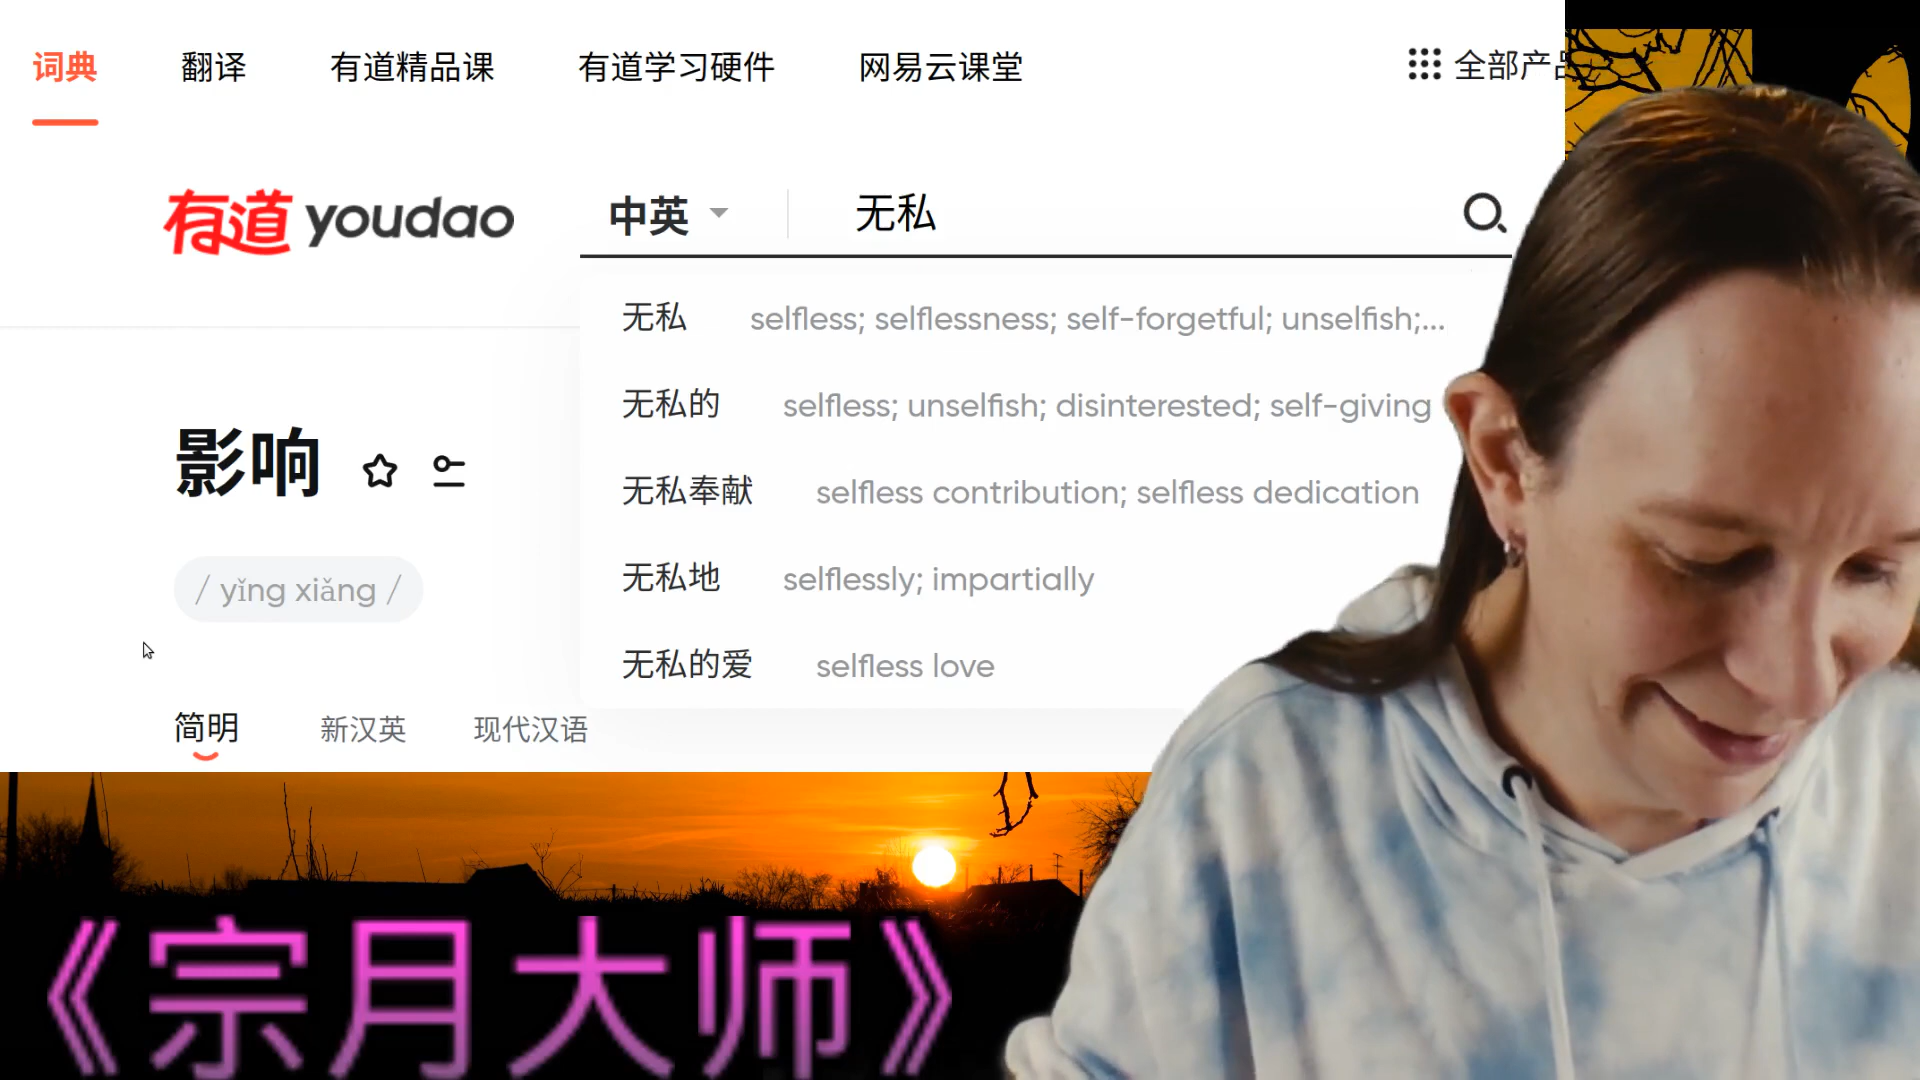 词典 翻译 有道精品课 有道学习硬件 网易云课堂 全部产品
有道 youdao 中英 无私
无私 selfless; selflessness; self-forgetful; unselfish;...
无私的 selfless; unselfish; disinterested; self-giving
无私奉献 selfless contribution; selfless dedication
无私地 selflessly; impartially
无私的爱 selfless love
影响
/ yǐng xiǎng /
简明 新汉英 现代汉语
《宗月大师》